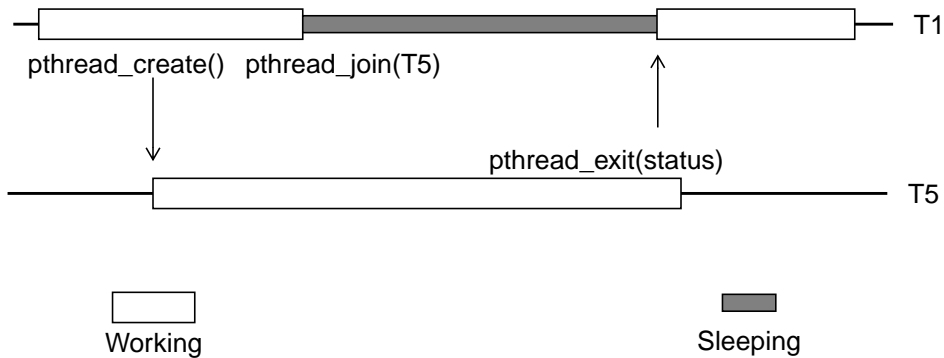 T1
pthread_create()
pthread_join(T5)
pthread_exit(status)
T5
Working
Sleeping